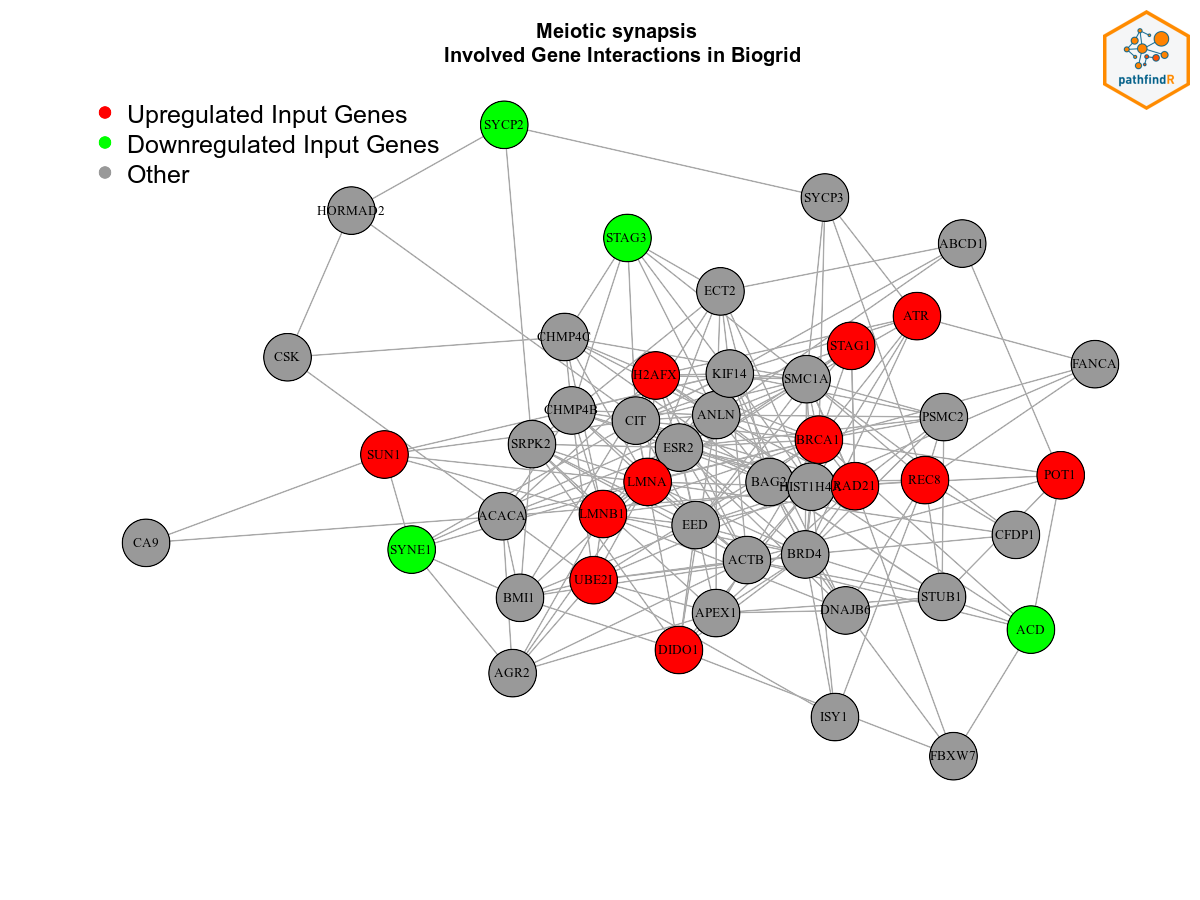 Meiotic synapsis
Involved Gene Interactions in Biogrid
pathfindR
Upregulated Input Genes
Downregulated Input Genes
Other
SYCP2
SYCP3
HORMAD2
STAG3
ABCD1
ECT2
ATR
CHMP4C
STAG1
CSK
FANCA
H2AFX
KIF14
SMC1A
CHMP4B
CIT
ANLN
PSMC2
SRPK2
ESR2
BRCA1
SUN1
LMNA
BAG2
HIST1H4A
RAD21
REC8
POT1
ACACA
LMNB1
EED
CFDP1
CA9
SYNE1
ACTB
BRD4
UBE2I
BMI1
APEX1
DNAJB6
STUB1
ACD
DIDO1
AGR2
ISY1
FBXW7